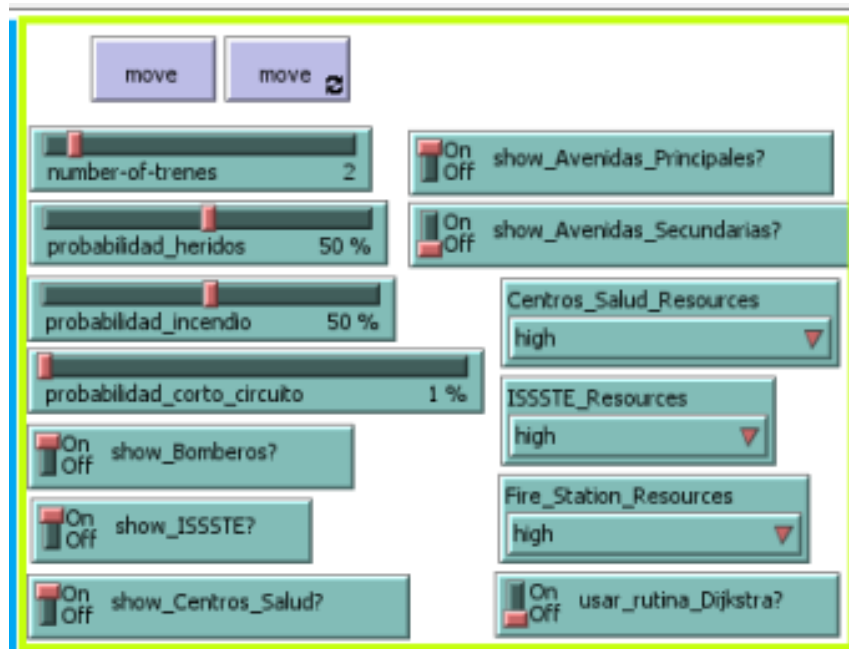 move
move
number-of-trenes 2
On
Off
show_Avenidas_Principales?
probabilidad_heridos 50 %
On
Off
show_Avenidas_Secundarias?
probabilidad_incendio 50 %
Centros_Salud_Resources
high
probabilidad_corto_circuito 1 %
ISSSTE_Resources
high
On
Off
show_Bomberos?
Fire_Station_Resources
high
On
Off
show_ISSSTE?
On
Off
show_Centros_Salud?
On
Off
usar_rutina_Dijkstra?